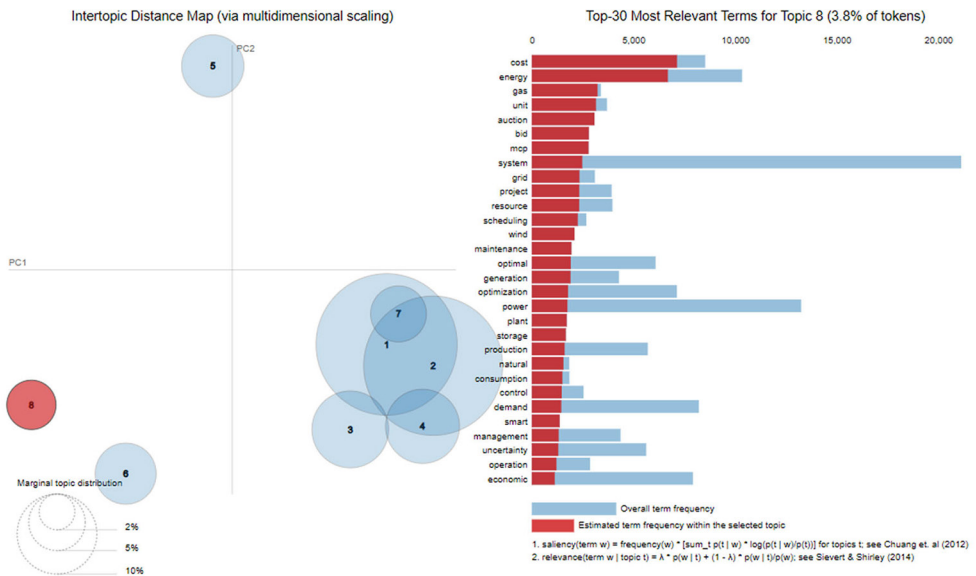 Intertopic Distance Map (via multidimensional scaling)
PC2
5
PC1
7
1
2
8
3
4
6
Marginal topic distribution
2%
5%
10%
Top-30 Most Relevant Terms for Topic 8 (3.8% of tokens)
0 5,000 10,000 15,000 20,000
cost
energy
gas
unit
auction
bid
mcp
system
grid
project
resource
scheduling
wind
maintenance
optimal
generation
optimization
power
plant
storage
production
natural
consumption
control
demand
smart
management
uncertainty
operation
economic
Overall term frequency
Estimated term frequency within the selected topic
1. saliency(term w) = frequency(w) * [sum_t p(t | w) * log(p(t | w)/p(t))] for topics t; see Chuang et. al (2012)
2. relevance(term w | topic t) = λ * p(w | t) + (1 - λ) * p(w | t)/p(w); see Sievert & Shirley (2014)